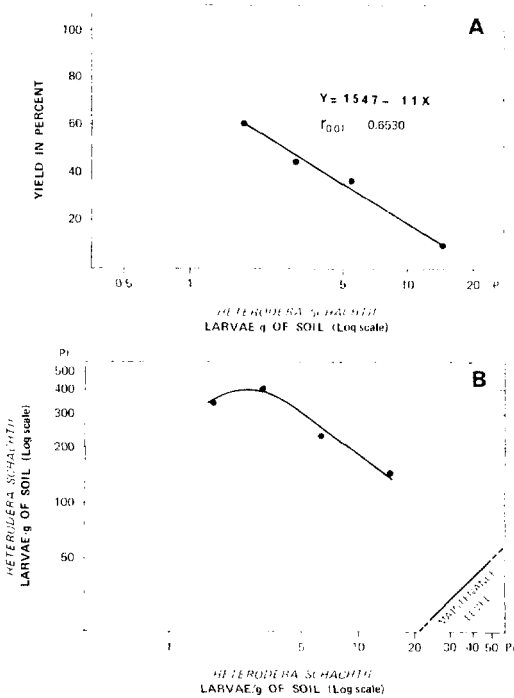 A
100
60
40
20
YIELD IN PERCENT
Y = 1547 - 11X
r0.01 0.6530
0.5 1 5 10 20
HETERODERA SCHACHTII
LARVAE/g OF SOIL (Log scale)
B
Pf
500
400
300
200
100
50
HETERODERA SCHACHTII
LARVAE/g OF SOIL (Log scale)
MAINTENANCE
LEVEL
1 5 10 20 30 40 50 Pi
HETERODERA SCHACHTII
LARVAE/g OF SOIL (Log scale)